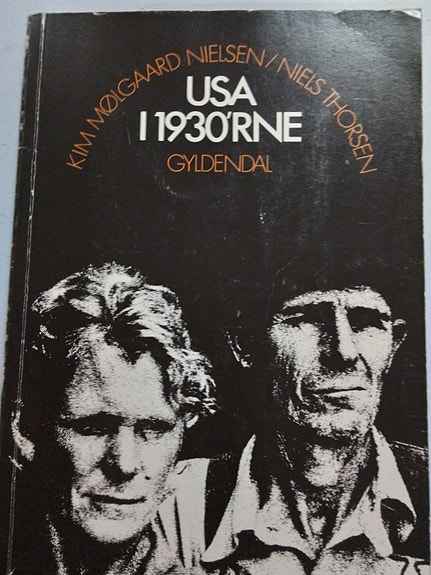 KIM MØLGAARD NIELSEN/NIELS THORSEN
USA
I 1930'RNE
GYLDENDAL